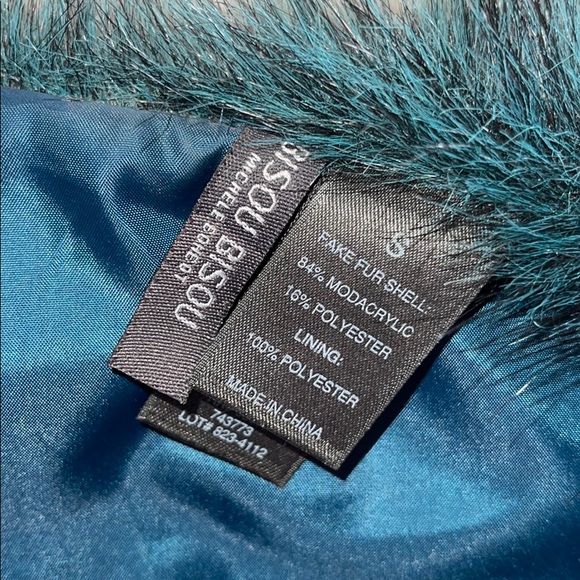 BISOU BISOU
MICHELE BOHBOT
S
FAKE FUR SHELL:
84% MODACRYLIC
16% POLYESTER
LINING:
100% POLYESTER
MADE IN CHINA
743773
LOT# 823-4112